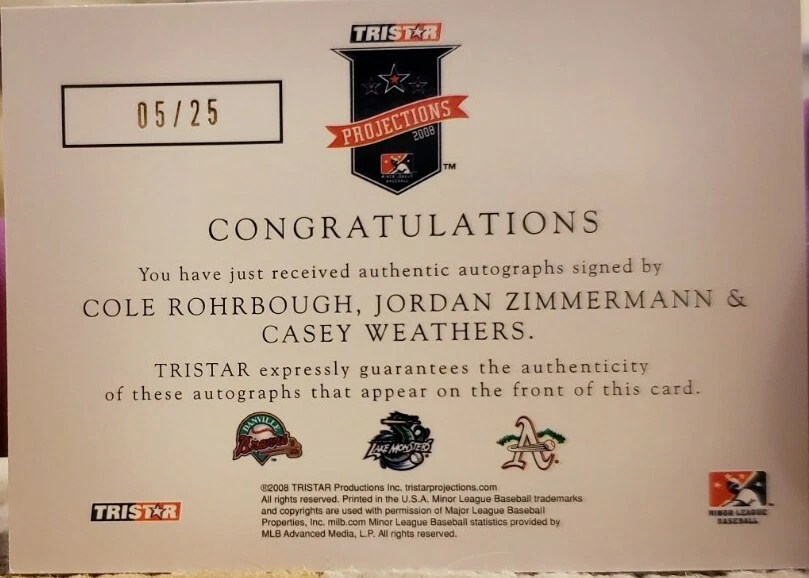 TRISTAR
05/25
PROJECTIONS
2008
MINOR LEAGUE
BASEBALL
TM
CONGRATULATIONS
You have just received authentic autographs signed by
COLE ROHRBOUGH, JORDAN ZIMMERMANN &
CASEY WEATHERS.
TRISTAR expressly guarantees the authenticity
of these autographs that appear on the front of this card.
DANVILLE
Braves
LAKE MONSTERS
A
©2008 TRISTAR Productions Inc. tristarprojections.com
All rights reserved. Printed in the U.S.A. Minor League Baseball trademarks
and copyrights are used with permission of Major League Baseball
Properties, Inc. milb.com Minor League Baseball statistics provided by
MLB Advanced Media, L.P. All rights reserved.
TRISTAR
MINOR LEAGUE
BASEBALL